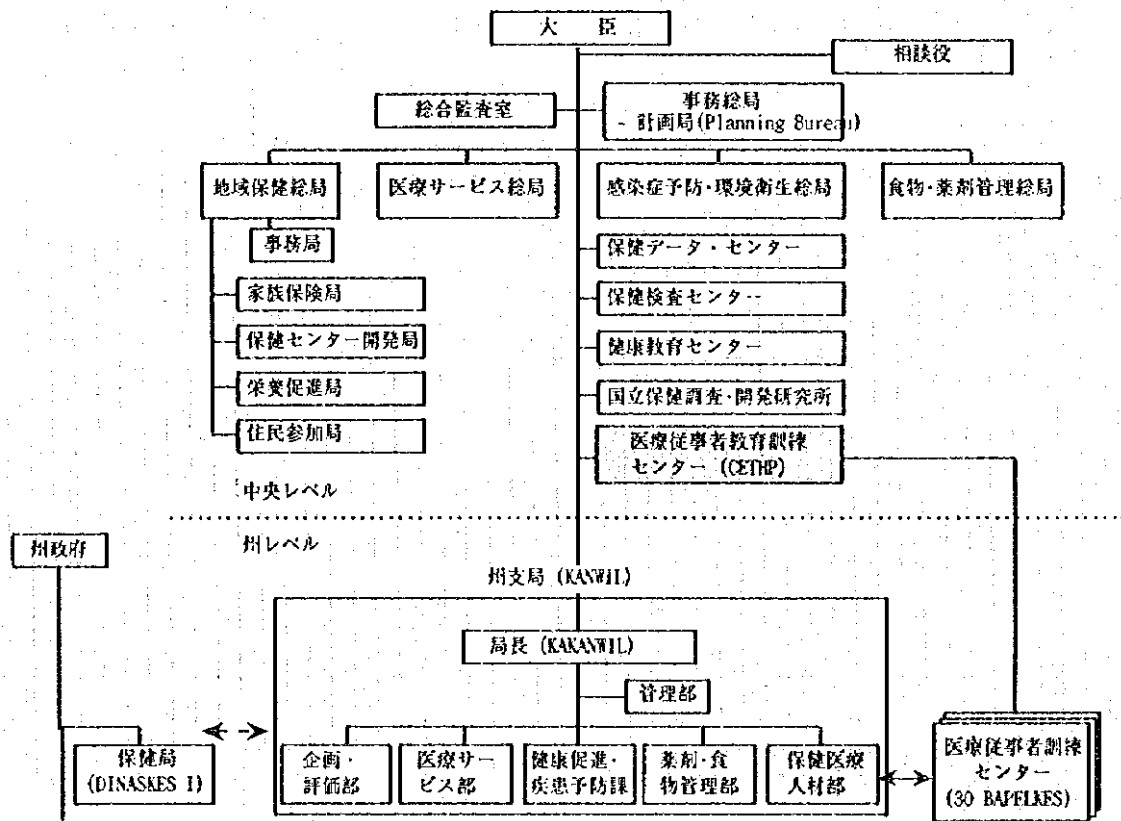 大 臣
相談役
総合監査室
事務総局
- 計画局(Planning Bureau)
地域保健総局
医療サービス総局
感染症予防・環境衛生総局
食物・薬剤管理総局
事務局
家族保険局
保健センター開発局
栄養促進局
住民参加局
保健データ・センター
保健検査センター
健康教育センター
国立保健調査・開発研究所
医療従事者教育訓練
センター (CETHP)
中央レベル
州レベル
州政府
州支局 (KANWIL)
局長 (KAKANWIL)
管理部
保健局
(DINASKES I)
企画・
評価部
医療サー
ビス部
健康促進・
疾患予防課
薬剤・食
物管理部
保健医療
人材部
医療従事者訓練
センター
(30 BAPELKES)